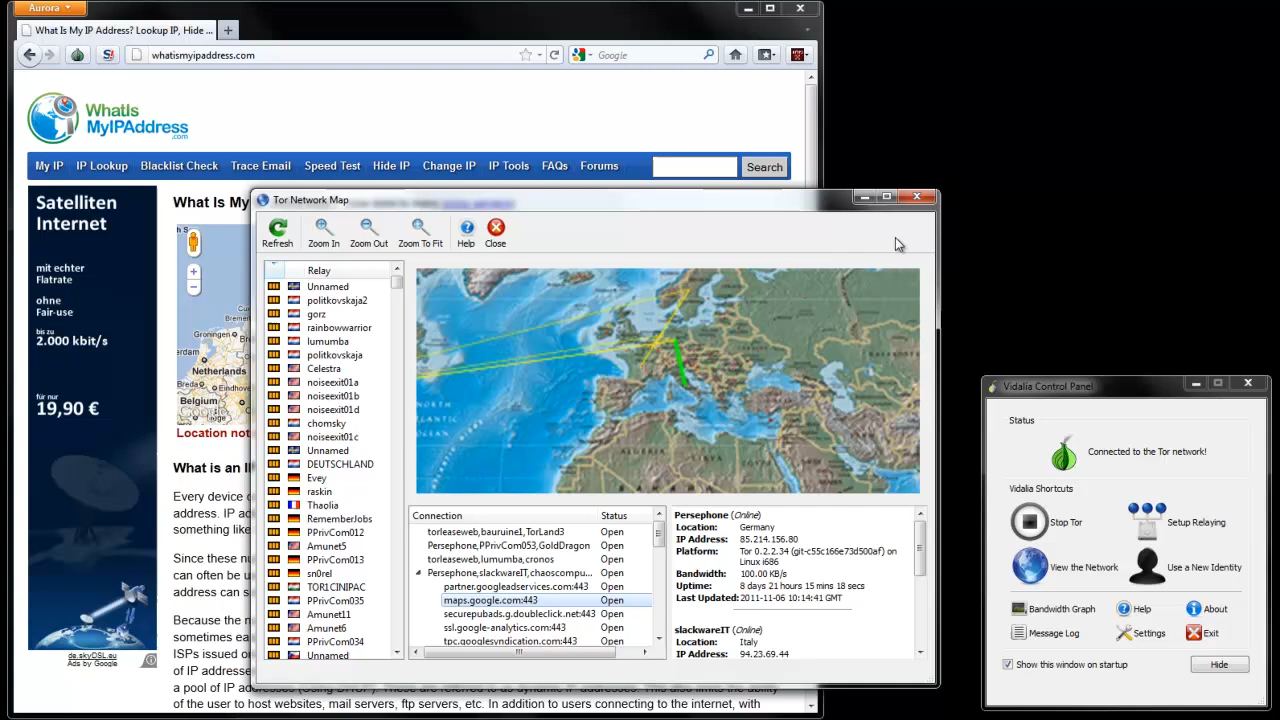 Aurora
What Is My IP Address? Lookup IP, Hide ...
whatismyipaddress.com
Google
WhatIs
MyIPAddress
.com
My IP
IP Lookup
Blacklist Check
Trace Email
Speed Test
Hide IP
Change IP
IP Tools
FAQs
Forums
Search
Satelliten
Internet
mit echter
Flatrate
ohne
Fair-use
bis zu
2.000 kbit/s
für nur
19,90 €
de.skyDSL.eu
Ads by Google
What Is My
Groningen
Netherlands
Belgium
Location not
What is an I
Every device
address. IP ad
something like
Since these nu
can often be u
address can s
Because the n
sometimes ea
ISPs issued or
of IP addresse
a pool of IP addresses (Using DHCP). These are referred to as dynamic IP addresses. This also limits the ability
of the user to host websites, mail servers, ftp servers, etc. In addition to users connecting to the internet, with
Tor Network Map
Refresh
Zoom In
Zoom Out
Zoom To Fit
Help
Close
Relay
Unnamed
politkovskaja2
gorz
rainbowwarrior
lumumba
politkovskaja
Celestra
noiseexit01a
noiseexit01b
noiseexit01d
chomsky
noiseexit01c
Unnamed
DEUTSCHLAND
Evey
raskin
Thaolia
RememberJobs
PPrivCom012
Amunet5
PPrivCom013
sn0rel
TOR1CINIPAC
PPrivCom035
Amunet11
Amunet6
PPrivCom034
Unnamed
Connection Status
torleaseweb,bauruine1,TorLand3 Open
Persephone,PPrivCom053,GoldDragon Open
torleaseweb,lumumba,cronos Open
Persephone,slackwareIT,chaoscompu... Open
partner.googleadservices.com:443 Open
maps.google.com:443 Open
securepubads.g.doubleclick.net:443 Open
ssl.google-analytics.com:443 Open
tpc.googlesyndication.com:443 Open
Persephone (Online)
Location: Germany
IP Address: 85.214.156.80
Platform: Tor 0.2.2.34 (git-c55c166e73d500af) on
Linux i686
Bandwidth: 100.00 KB/s
Uptime: 8 days 21 hours 15 mins 18 secs
Last Updated: 2011-11-06 10:14:41 GMT
slackwareIT (Online)
Location: Italy
IP Address: 94.23.69.44
Vidalia Control Panel
Status
Connected to the Tor network!
Vidalia Shortcuts
Stop Tor
Setup Relaying
View the Network
Use a New Identity
Bandwidth Graph
Help
About
Message Log
Settings
Exit
Show this window on startup
Hide